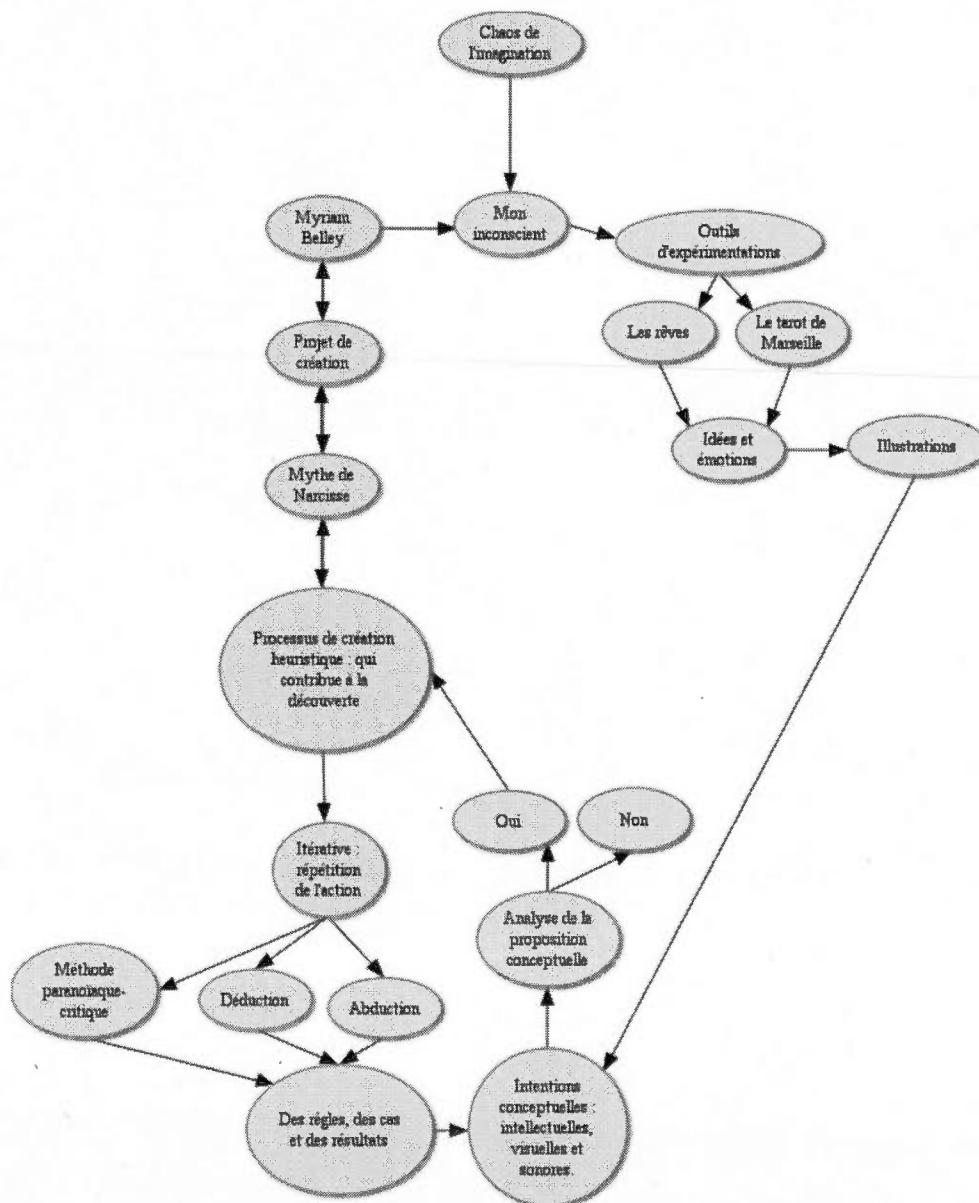 Chaos de
l'imagination
Myriam
Belley
Mon
inconscient
Outils
d'expérimentations
Projet de
création
Les rêves
Le tarot de
Marseille
Mythe de
Narcisse
Idées et
émotions
Illustrations
Processus de création
heuristique : qui
contribue à la
découverte
Oui
Non
Itérative :
répétition
de l'action
Analyse de la
proposition
conceptuelle
Méthode
paranoïaque-
critique
Déduction
Abduction
Des règles, des cas
et des résultats
Intentions
conceptuelles :
intellectuelles,
visuelles et
sonores.